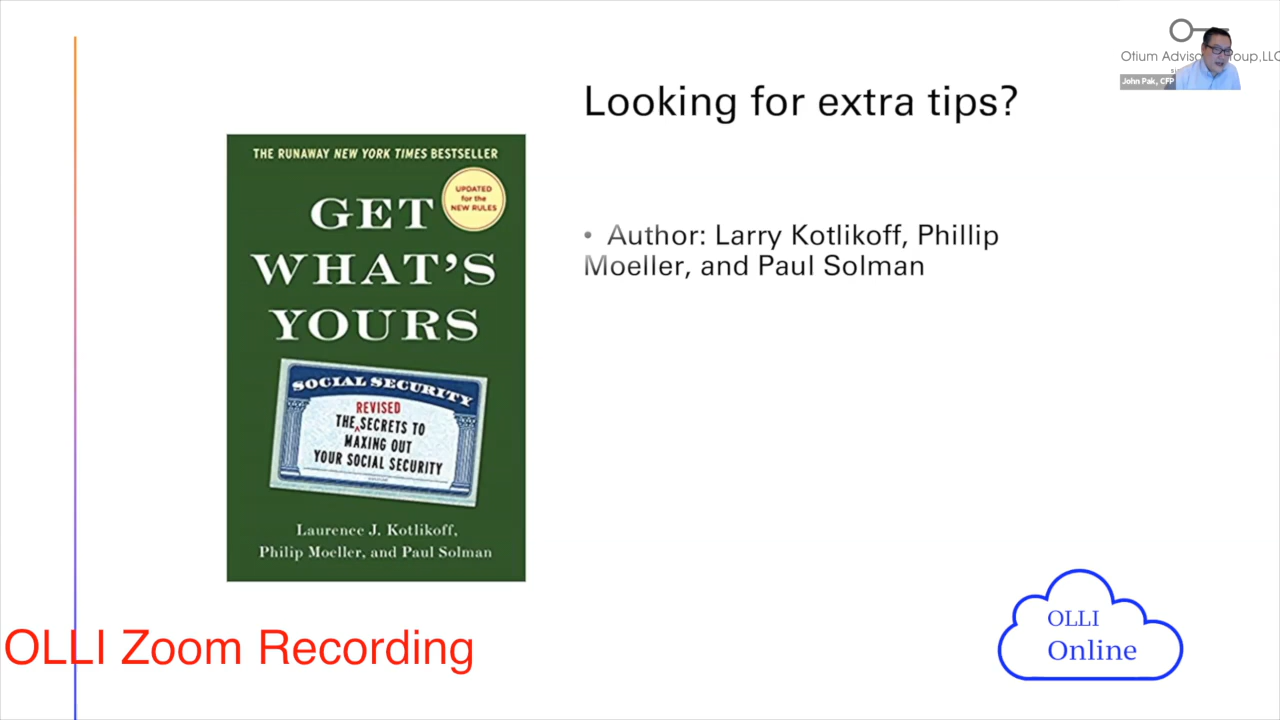 Otium Advisory Group,LLC
John Pak, CFP
Looking for extra tips?
THE RUNAWAY NEW YORK TIMES BESTSELLER
UPDATED
for the
NEW RULES
GET
WHAT'S
YOURS
SOCIAL SECURITY
REVISED
THE SECRETS TO
MAXING OUT
YOUR SOCIAL SECURITY
Laurence J. Kotlikoff,
Philip Moeller, and Paul Solman
• Author: Larry Kotlikoff, Phillip
Moeller, and Paul Solman
OLLI Zoom Recording
OLLI
Online